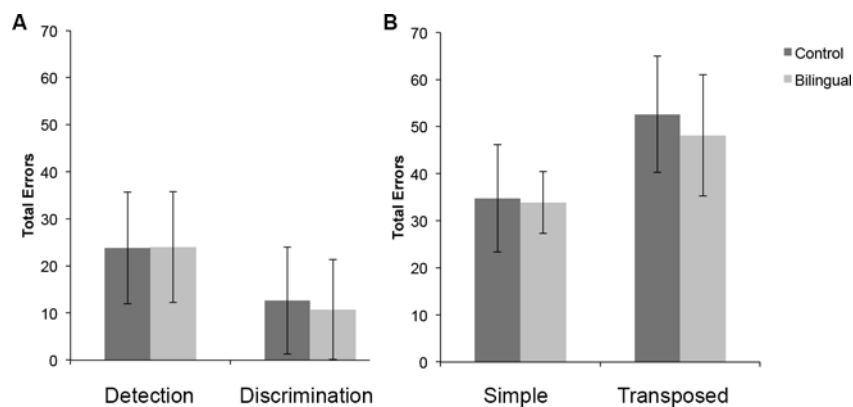 A
70
60
50
40
30
20
10
0
Total Errors
Detection Discrimination
B
70
60
50
40
30
20
10
0
Total Errors
Simple Transposed
Control
Bilingual